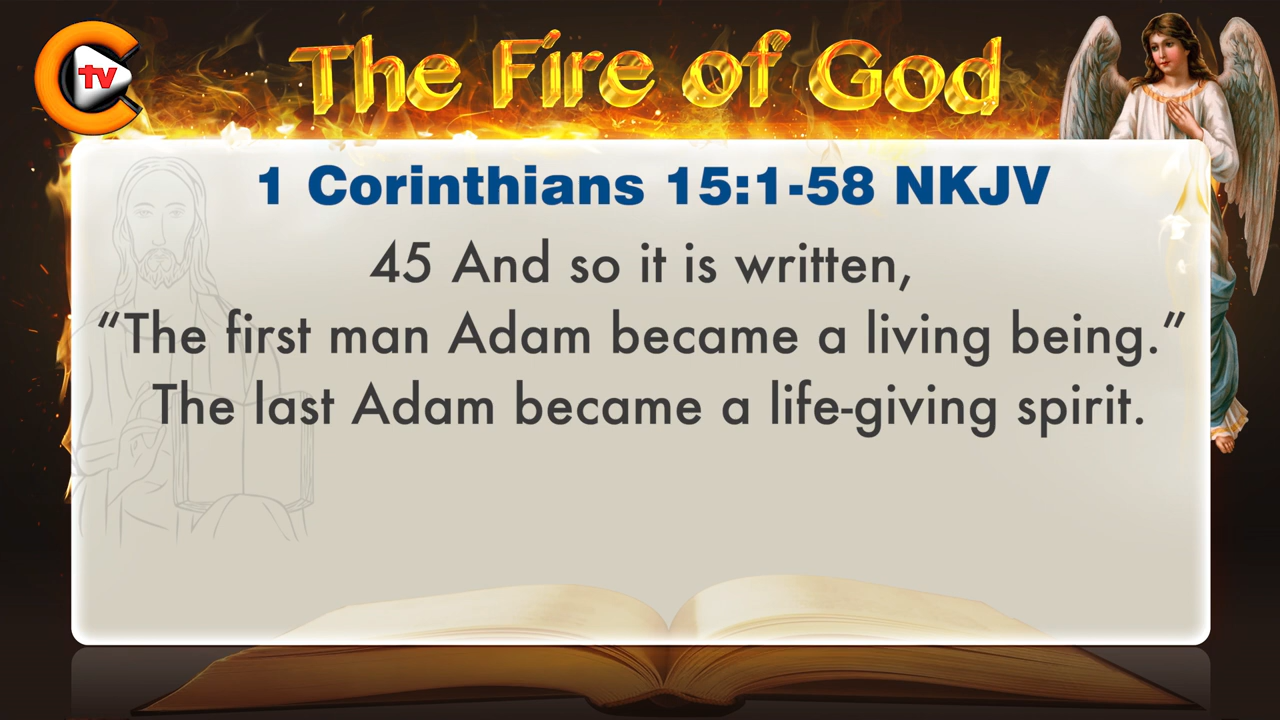 tv
The Fire of God
1 Corinthians 15:1-58 NKJV
45 And so it is written,
“The first man Adam became a living being.”
The last Adam became a life-giving spirit.